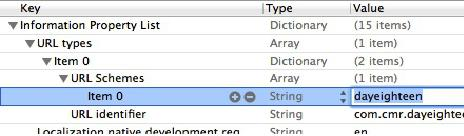 Key Type Value
Information Property List Dictionary (15 items)
URL types Array (1 item)
Item 0 Dictionary (2 items)
URL Schemes Array (1 item)
Item 0 String dayeighteen
URL identifier String com.cmr.dayeighteen
Localization native development reg String en